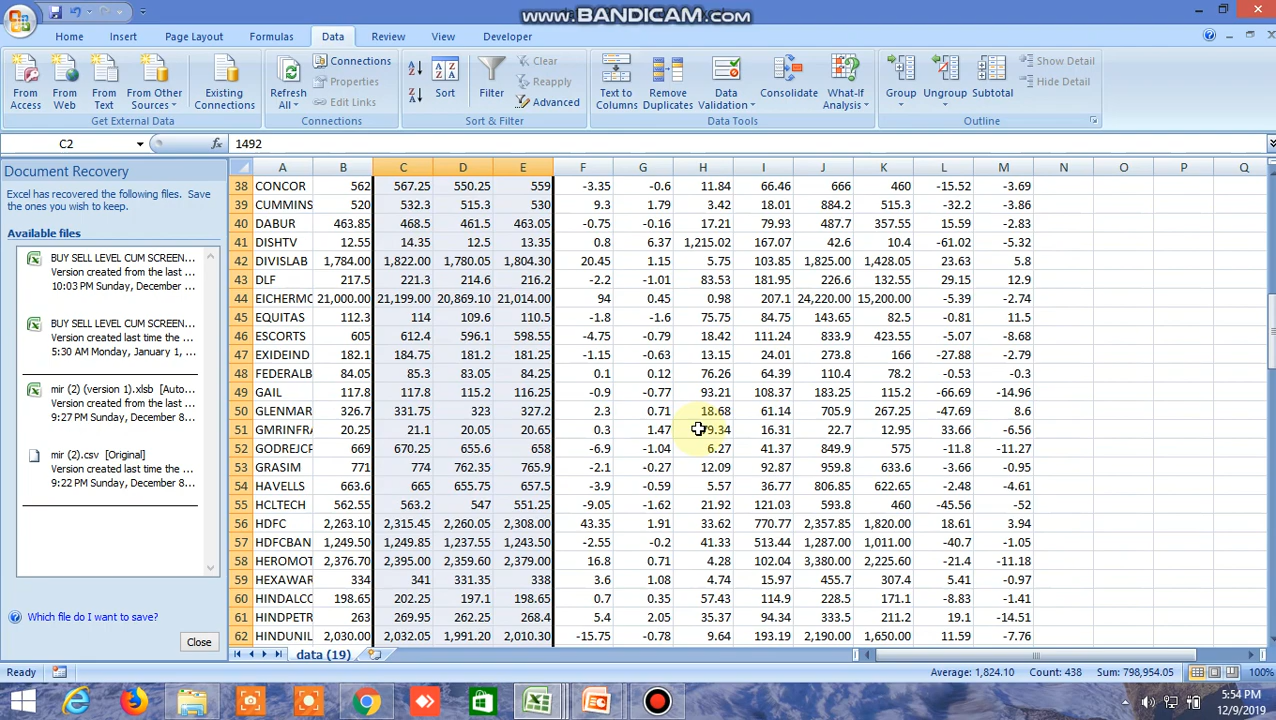 www.BANDICAM.com
Home Insert Page Layout Formulas Data Review View Developer
From Access From Web From Text From Other Sources Existing Connections
Refresh All Connections Properties Edit Links
Sort Filter Clear Reapply Advanced
Text to Columns Remove Duplicates Data Validation Consolidate What-If Analysis
Group Ungroup Subtotal Show Detail Hide Detail
Get External Data Connections Sort & Filter Data Tools Outline
C2 fx 1492
Document Recovery
Excel has recovered the following files. Save the ones you wish to keep.
Available files
BUY SELL LEVEL CUM SCREEN...
Version created from the last ...
10:03 PM Sunday, December ...
BUY SELL LEVEL CUM SCREEN...
Version created last time the ...
5:30 AM Monday, January 1, ...
mir (2) (version 1).xlsb [Auto...
Version created from the last ...
9:27 PM Sunday, December 8...
mir (2).csv [Original]
Version created last time the ...
9:22 PM Sunday, December 8...
Which file do I want to save?
Close
A B C D E F G H I J K L M N O P Q
38 CONCOR 562 567.25 550.25 559 -3.35 -0.6 11.84 66.46 666 460 -15.52 -3.69
39 CUMMINS 520 532.3 515.3 530 9.3 1.79 3.42 18.01 884.2 515.3 -32.2 -3.86
40 DABUR 463.85 468.5 461.5 463.05 -0.75 -0.16 17.21 79.93 487.7 357.55 15.59 -2.83
41 DISHTV 12.55 14.35 12.5 13.35 0.8 6.37 1,215.02 167.07 42.6 10.4 -61.02 -5.32
42 DIVISLAB 1,784.00 1,822.00 1,780.05 1,804.30 20.45 1.15 5.75 103.85 1,825.00 1,428.05 23.63 5.8
43 DLF 217.5 221.3 214.6 216.2 -2.2 -1.01 83.53 181.95 226.6 132.55 29.15 12.9
44 EICHERMO 21,000.00 21,199.00 20,869.10 21,014.00 94 0.45 0.98 207.1 24,220.00 15,200.00 -5.39 -2.74
45 EQUITAS 112.3 114 109.6 110.5 -1.8 -1.6 75.75 84.75 143.65 82.5 -0.81 11.5
46 ESCORTS 605 612.4 596.1 598.55 -4.75 -0.79 18.42 111.24 833.9 423.55 -5.07 -8.68
47 EXIDEIND 182.1 184.75 181.2 181.25 -1.15 -0.63 13.15 24.01 273.8 166 -27.88 -2.79
48 FEDERALB 84.05 85.3 83.05 84.25 0.1 0.12 76.26 64.39 110.4 78.2 -0.53 -0.3
49 GAIL 117.8 117.8 115.2 116.25 -0.9 -0.77 93.21 108.37 183.25 115.2 -66.69 -14.96
50 GLENMAR 326.7 331.75 323 327.2 2.3 0.71 18.68 61.14 705.9 267.25 -47.69 8.6
51 GMRINFRA 20.25 21.1 20.05 20.65 0.3 1.47 79.34 16.31 22.7 12.95 33.66 -6.56
52 GODREJCP 659 670.25 655.6 658 -6.9 -1.04 6.27 41.37 849.9 575 -11.8 -11.27
53 GRASIM 771 774 762.35 765.9 -2.1 -0.27 12.09 92.87 959.8 633.6 -3.66 -0.95
54 HAVELLS 663.6 665 655.75 657.5 -3.9 -0.59 5.57 36.77 806.85 622.65 -2.48 -4.61
55 HCLTECH 562.55 563.2 547 551.25 -9.05 -1.62 21.92 121.03 593.8 460 -45.56 -52
56 HDFC 2,263.10 2,315.45 2,260.05 2,308.00 43.35 1.91 33.62 770.77 2,357.85 1,820.00 18.61 3.94
57 HDFCBAN 1,249.50 1,249.85 1,237.55 1,243.50 -2.55 -0.2 41.33 513.44 1,287.00 1,011.00 -40.7 -1.05
58 HEROMOT 2,376.70 2,395.00 2,359.60 2,379.00 16.8 0.71 4.28 102.04 3,380.00 2,225.60 -21.4 -11.18
59 HEXAWAR 334 341 331.35 338 3.6 1.08 4.74 15.97 455.7 307.4 5.41 -0.97
60 HINDALCO 198.65 202.25 197.1 198.65 0.7 0.35 57.43 114.9 228.5 171.1 -8.83 -1.41
61 HINDPETR 263 269.95 262.25 268.4 5.4 2.05 35.37 94.34 333.5 211.2 19.1 -14.51
62 HINDUNIL 2,030.00 2,032.05 1,991.20 2,010.30 -15.75 -0.78 9.64 193.19 2,190.00 1,650.00 11.59 -7.76
data (19)
Ready Average: 1,824.10 Count: 438 Sum: 798,954.05 100%
5:54 PM
12/9/2019